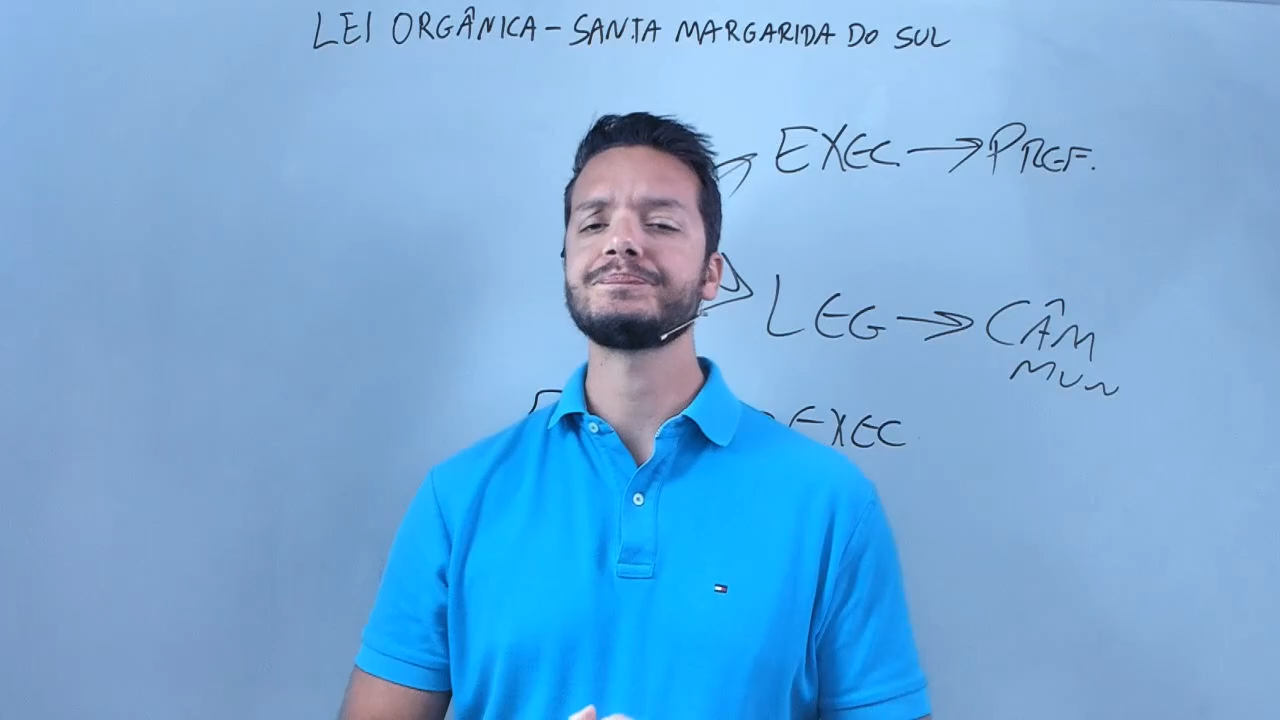 LEI ORGÂNICA - SANTA MARGARIDA DO SUL
EXEC → PREF.
LEG → CÂM
MUN
EXEC